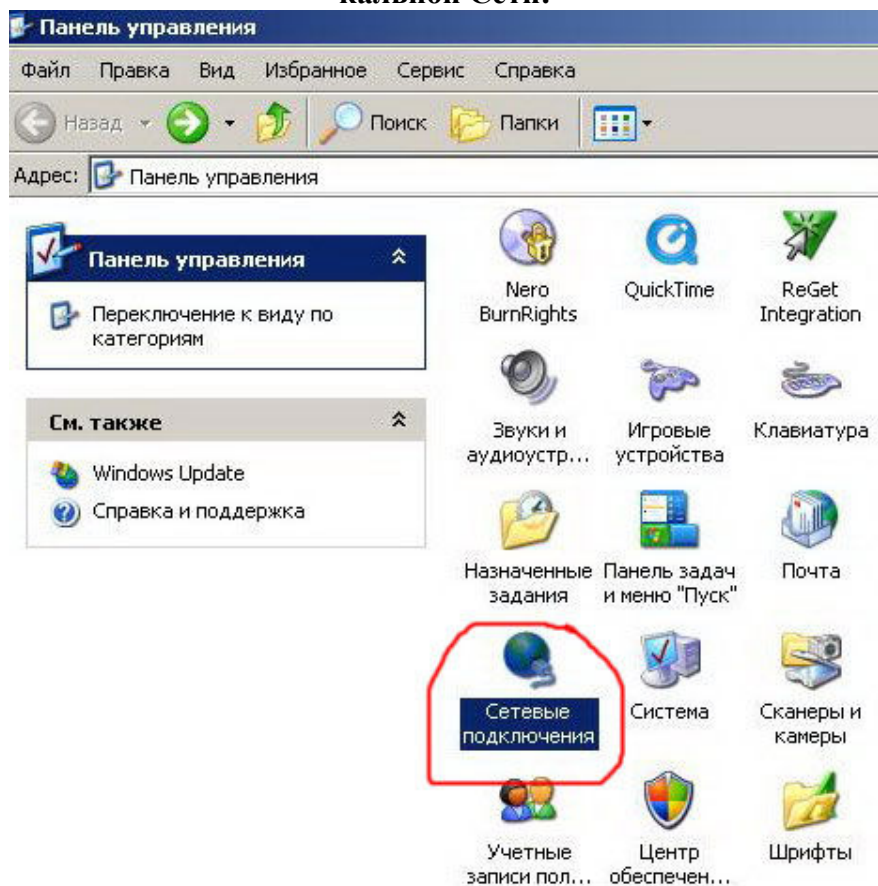 кальной Сети.
Панель управления
Файл Правка Вид Избранное Сервис Справка
Назад Поиск Папки
Адрес: Панель управления
Панель управления
Переключение к виду по
категориям
См. также
Windows Update
Справка и поддержка
Nero
BurnRights
QuickTime
ReGet
Integration
Звуки и
аудиоустр...
Игровые
устройства
Клавиатура
Назначенные
задания
Панель задач
и меню "Пуск"
Почта
Сетевые
подключения
Система
Сканеры и
камеры
Учетные
записи пол...
Центр
обеспечен...
Шрифты